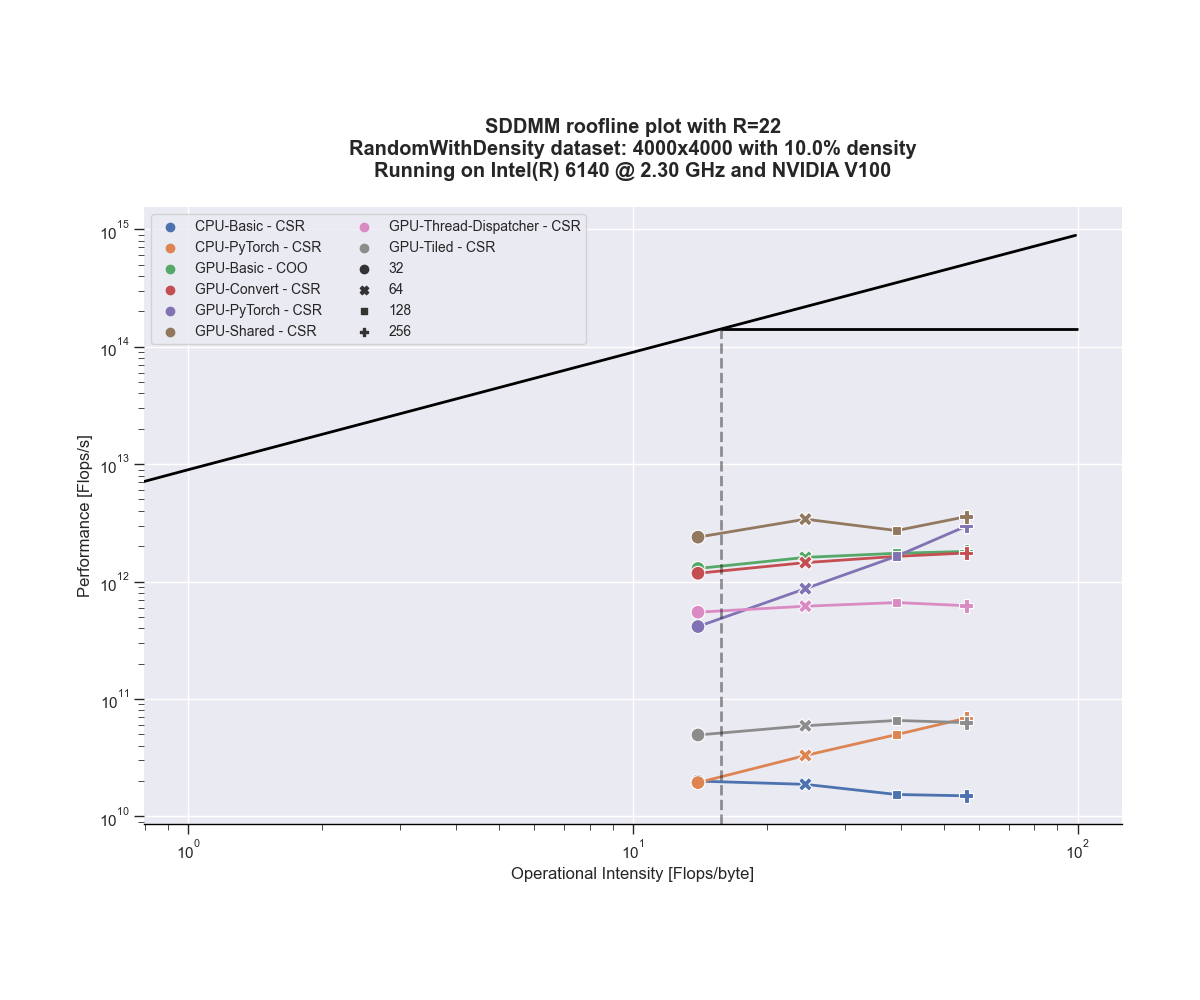 SDDMM roofline plot with R=22
RandomWithDensity dataset: 4000x4000 with 10.0% density
Running on Intel(R) 6140 @ 2.30 GHz and NVIDIA V100
CPU-Basic - CSR
CPU-PyTorch - CSR
GPU-Basic - COO
GPU-Convert - CSR
GPU-PyTorch - CSR
GPU-Shared - CSR
GPU-Thread-Dispatcher - CSR
GPU-Tiled - CSR
32
64
128
256
Performance [Flops/s]
10^15
10^14
10^13
10^12
10^11
10^10
10^0
10^1
10^2
Operational Intensity [Flops/byte]